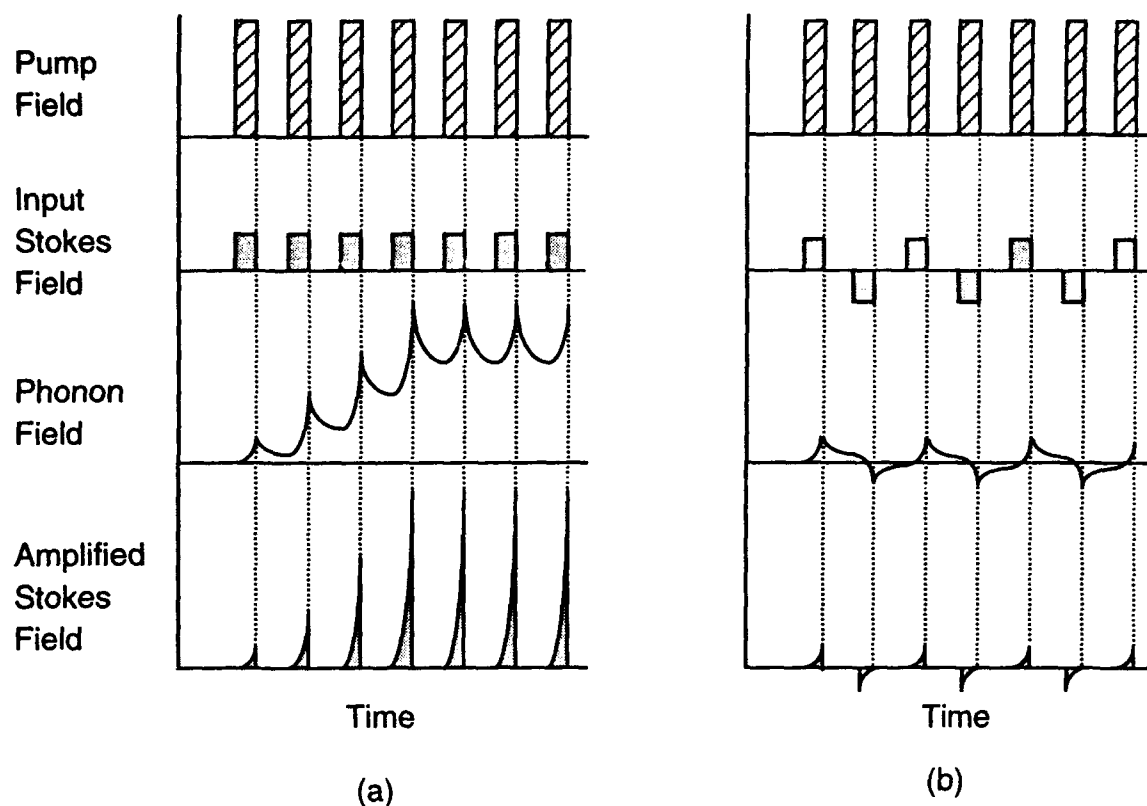 Pump
Field
Input
Stokes
Field
Phonon
Field
Amplified
Stokes
Field
Time
Time
(a)
(b)